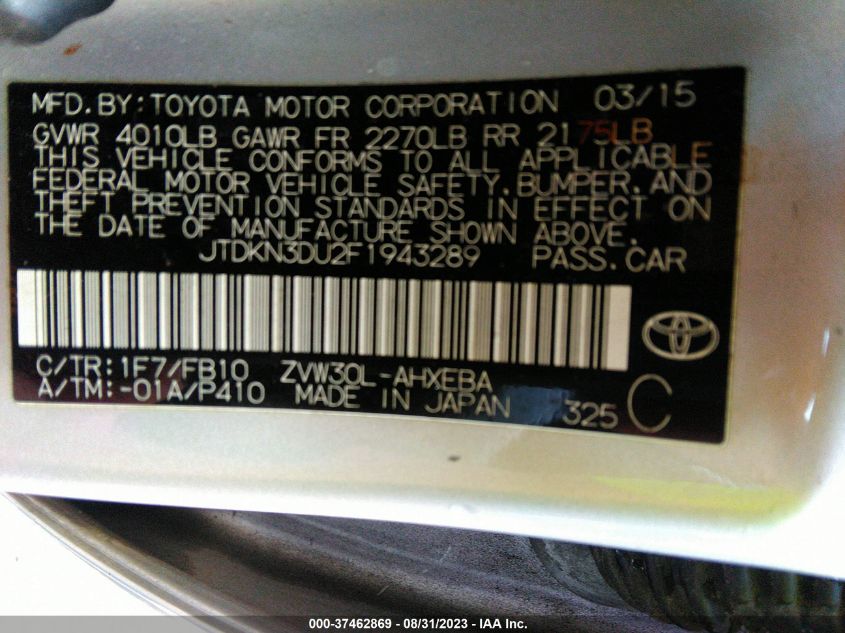 MFD. BY: TOYOTA MOTOR CORPORATION 03/15
GVWR 4010LB GAWR FR 2270LB RR 2175LB
THIS VEHICLE CONFORMS TO ALL APPLICABLE
FEDERAL MOTOR VEHICLE SAFETY, BUMPER, AND
THEFT PREVENTION STANDARDS IN EFFECT ON
THE DATE OF MANUFACTURE SHOWN ABOVE.
JTDKN3DU2F1943289 PASS. CAR
C/TR: 1F7/FB10 ZVW30L-AHXEBA
A/TM: -01A/P410 MADE IN JAPAN 325 C
000-37462869 / 08/31/2023 - IAA Inc.